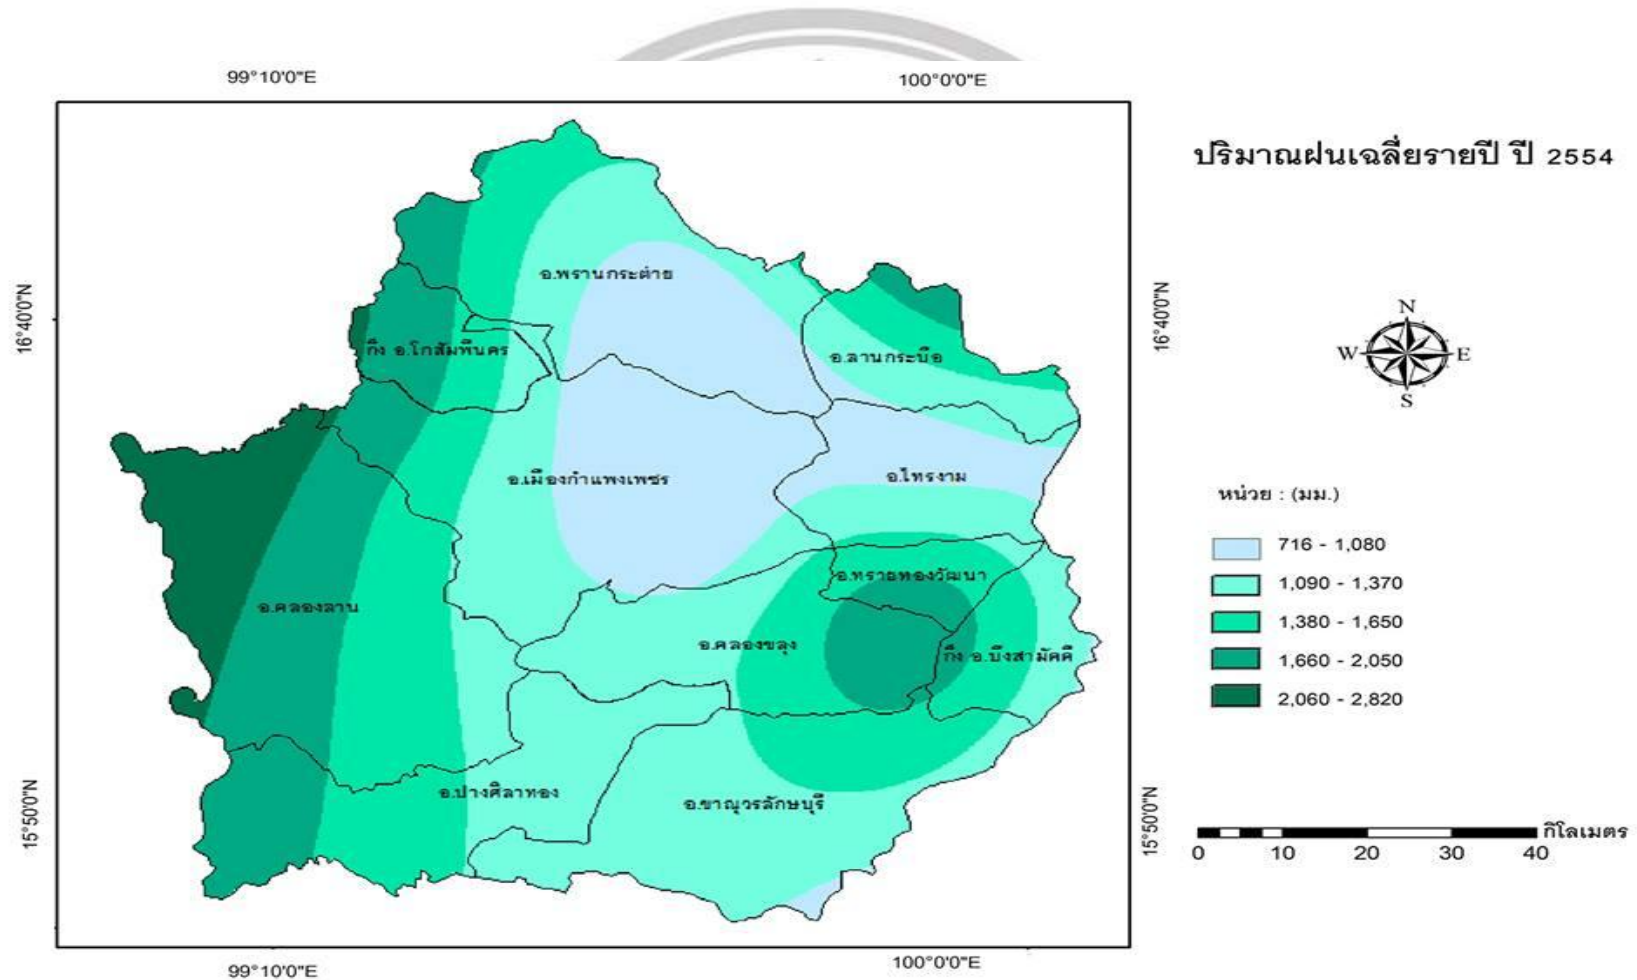 99°10'0"E
100°0'0"E
ปริมาณฝนเฉลี่ยรายปี ปี 2554
16°40'0"N
16°40'0"N
อ.พรานกระต่าย
กิ่ง อ.โกสัมพีนคร
อ.ลานกระบือ
N
W
E
S
อ.เมืองกำแพงเพชร
อ.ไทรงาม
หน่วย : (มม.)
716 - 1,080
1,090 - 1,370
1,380 - 1,650
1,660 - 2,050
2,060 - 2,820
อ.ทรายทองวัฒนา
อ.คลองลาน
อ.คลองขลุง
กิ่ง อ.บึงสามัคคี
อ.ปางศิลาทอง
อ.ขาณุวรลักษบุรี
15°50'0"N
15°50'0"N
กิโลเมตร
0 10 20 30 40
99°10'0"E
100°0'0"E